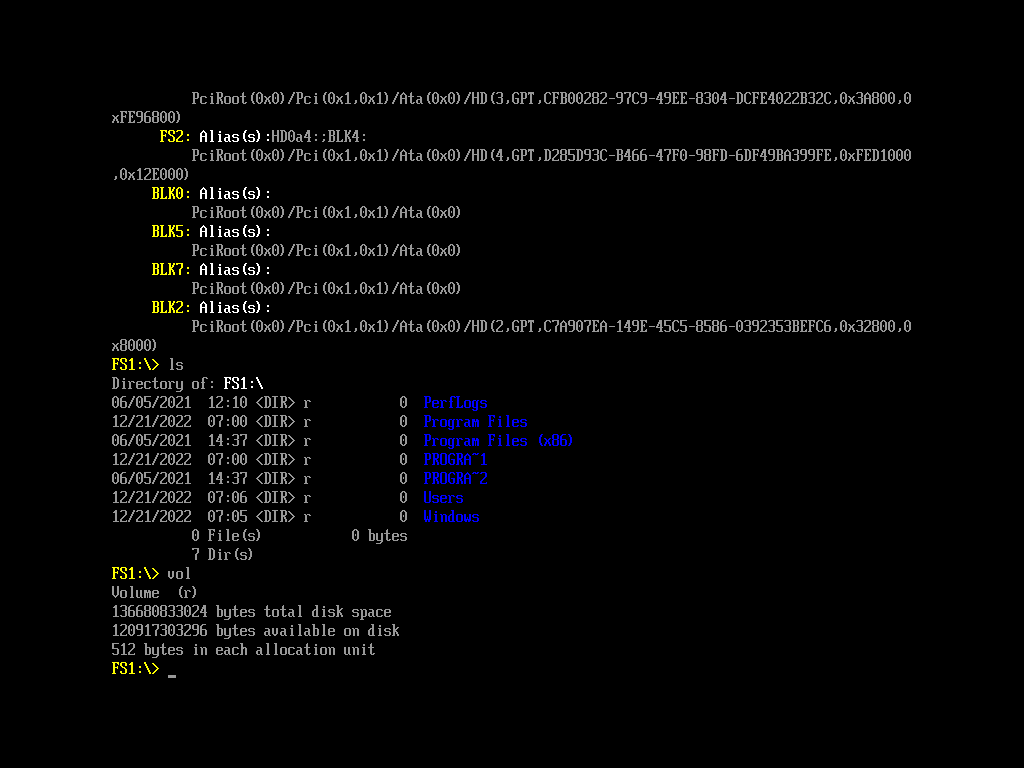 PciRoot(0x0)/Pci(0x1,0x1)/Ata(0x0)/HD(3,GPT,CFB00282-97C9-49EE-8304-DCFE4022B32C,0x3A800,0
xFE96800)
FS2: Alias(s):HD0a4:;BLK4:
PciRoot(0x0)/Pci(0x1,0x1)/Ata(0x0)/HD(4,GPT,D285D93C-B466-47F0-98FD-6DF49BA399FE,0xFED1000
,0x12E000)
BLK0: Alias(s):
PciRoot(0x0)/Pci(0x1,0x1)/Ata(0x0)
BLK5: Alias(s):
PciRoot(0x0)/Pci(0x1,0x1)/Ata(0x0)
BLK7: Alias(s):
PciRoot(0x0)/Pci(0x1,0x1)/Ata(0x0)
BLK2: Alias(s):
PciRoot(0x0)/Pci(0x1,0x1)/Ata(0x0)/HD(2,GPT,C7A907EA-149E-45C5-8586-0392353BEFC6,0x32800,0
x8000)
FS1:\> ls
Directory of: FS1:\
06/05/2021  12:10 <DIR> r           0  PerfLogs
12/21/2022  07:00 <DIR> r           0  Program Files
06/05/2021  14:37 <DIR> r           0  Program Files (x86)
12/21/2022  07:00 <DIR> r           0  PROGRA~1
06/05/2021  14:37 <DIR> r           0  PROGRA~2
12/21/2022  07:06 <DIR> r           0  Users
12/21/2022  07:05 <DIR> r           0  Windows
0 File(s)           0 bytes
7 Dir(s)
FS1:\> vol
Volume  (r)
136680833024 bytes total disk space
120917303296 bytes available on disk
512 bytes in each allocation unit
FS1:\> _